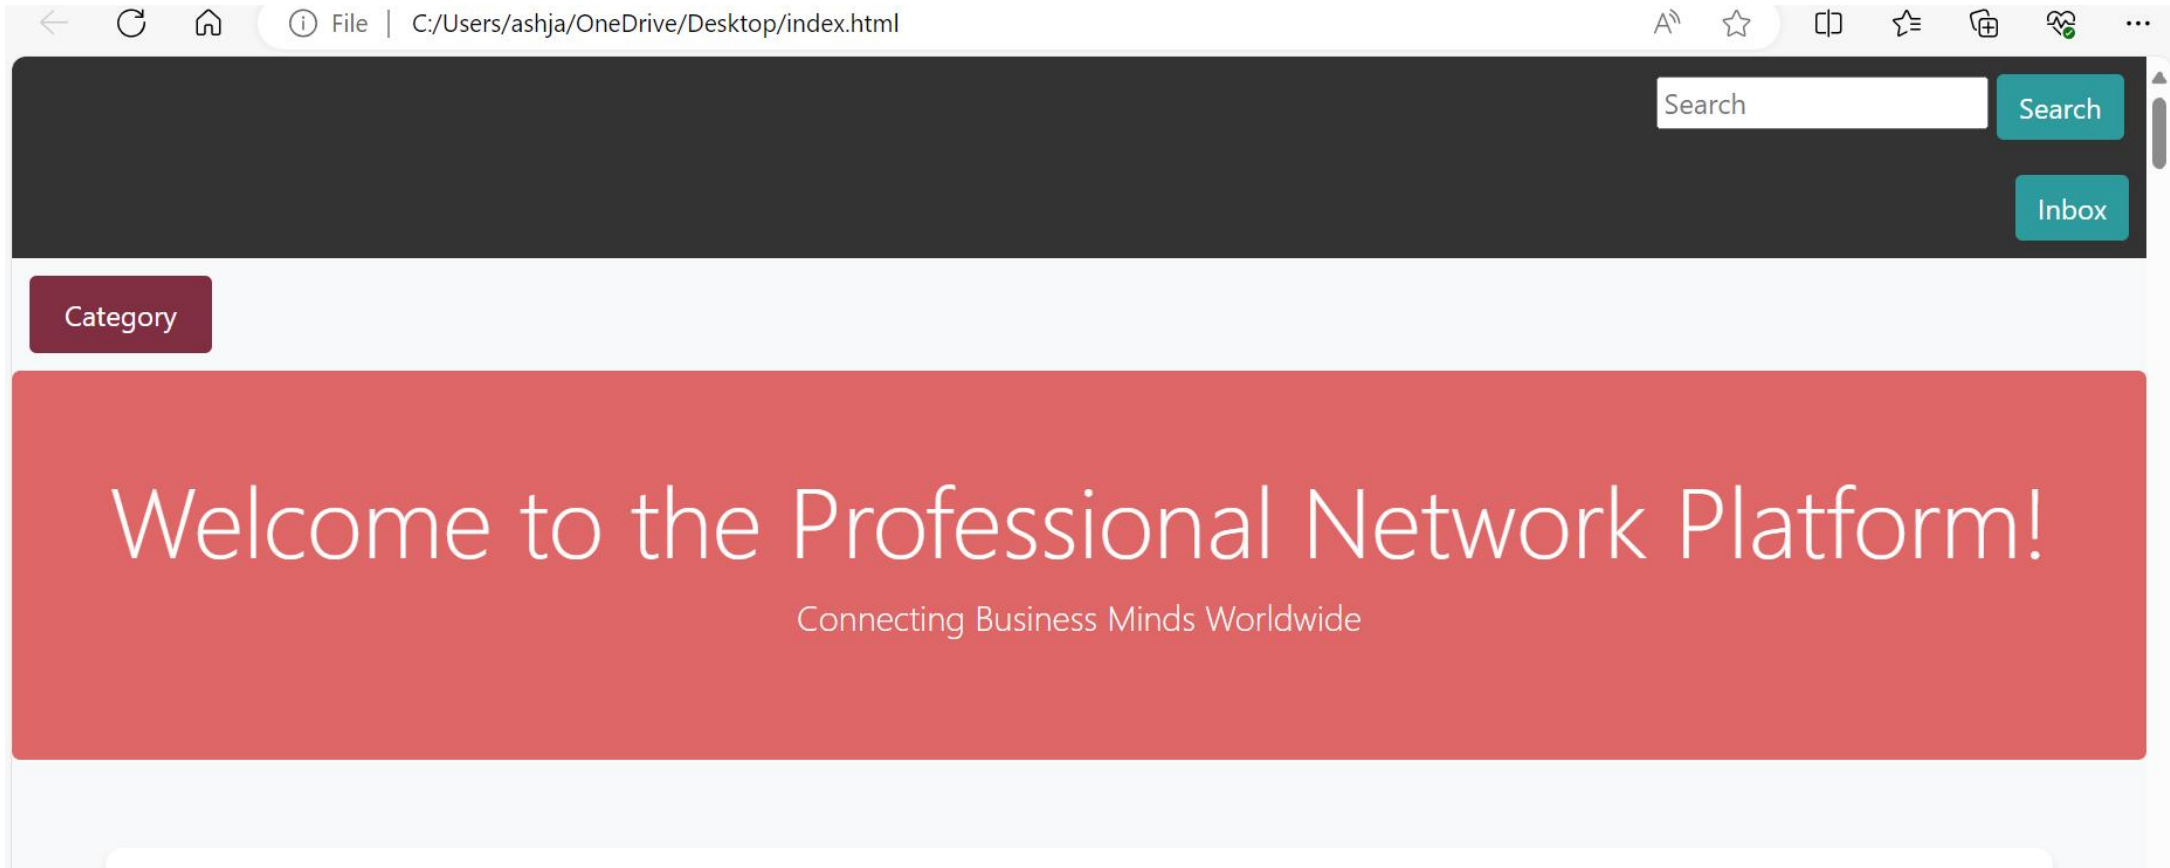 File | C:/Users/ashja/OneDrive/Desktop/index.html
Search Search
Inbox
Category
Welcome to the Professional Network Platform!
Connecting Business Minds Worldwide